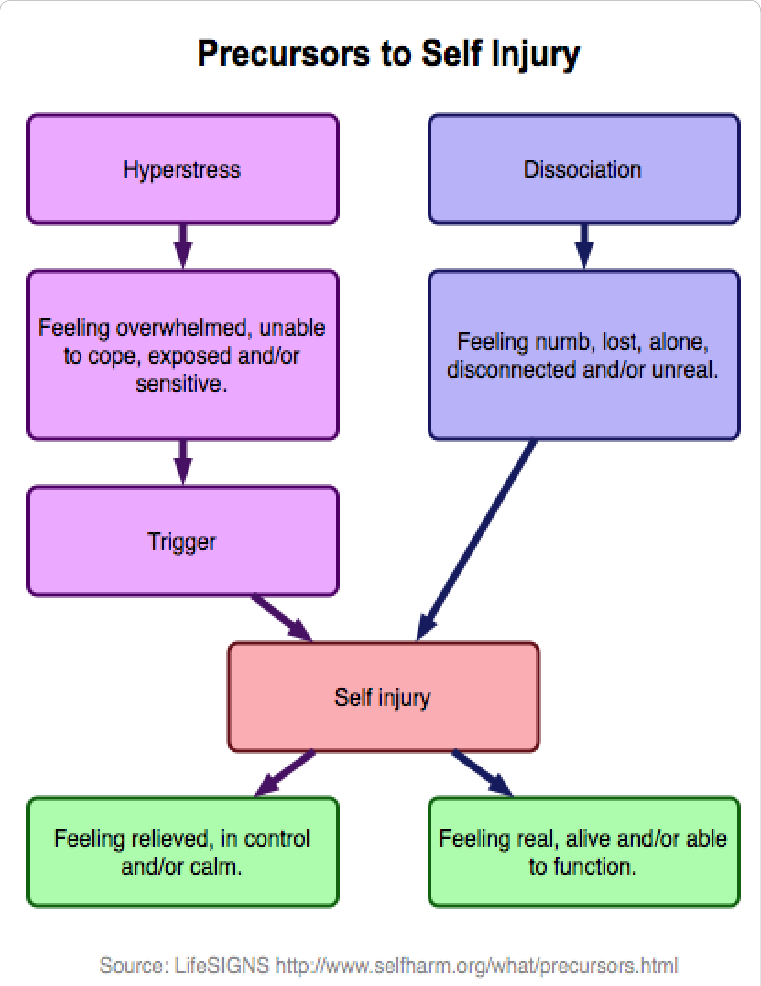 Precursors to Self Injury
Hyperstress
Dissociation
Feeling overwhelmed, unable
to cope, exposed and/or
sensitive.
Feeling numb, lost, alone,
disconnected and/or unreal.
Trigger
Self injury
Feeling relieved, in control
and/or calm.
Feeling real, alive and/or able
to function.
Source: LifeSIGNS http://www.selfharm.org/what/precursors.html